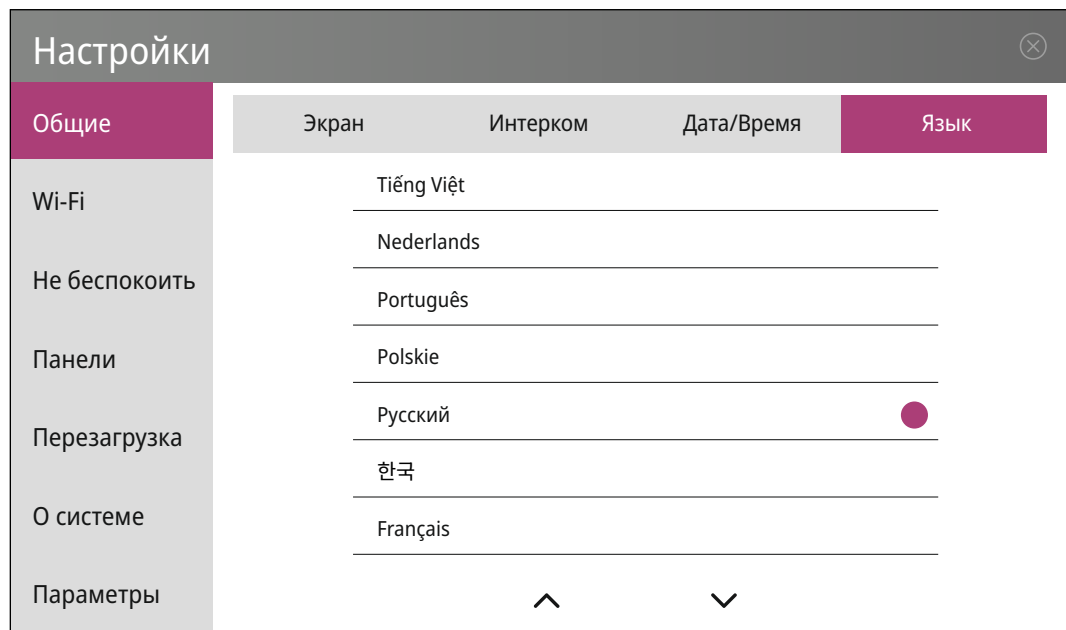 Настройки
Общие
Wi-Fi
Не беспокоить
Панели
Перезагрузка
О системе
Параметры
Экран Интерком Дата/Время Язык
Tiếng Việt
Nederlands
Português
Polskie
Русский
한국
Français